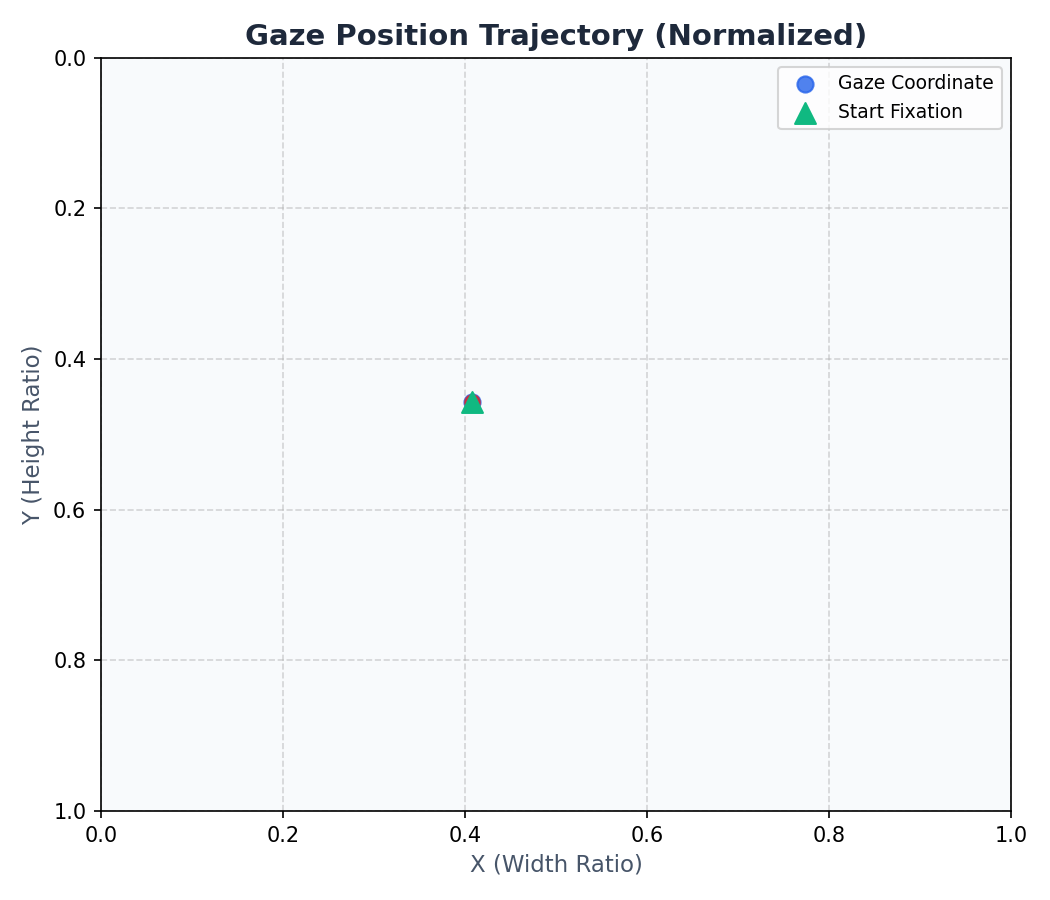 Gaze Position Trajectory (Normalized)
Gaze Coordinate
Start Fixation
0.0
0.2
0.4
0.6
0.8
1.0
Y (Height Ratio)
0.0 0.2 0.4 0.6 0.8 1.0
X (Width Ratio)